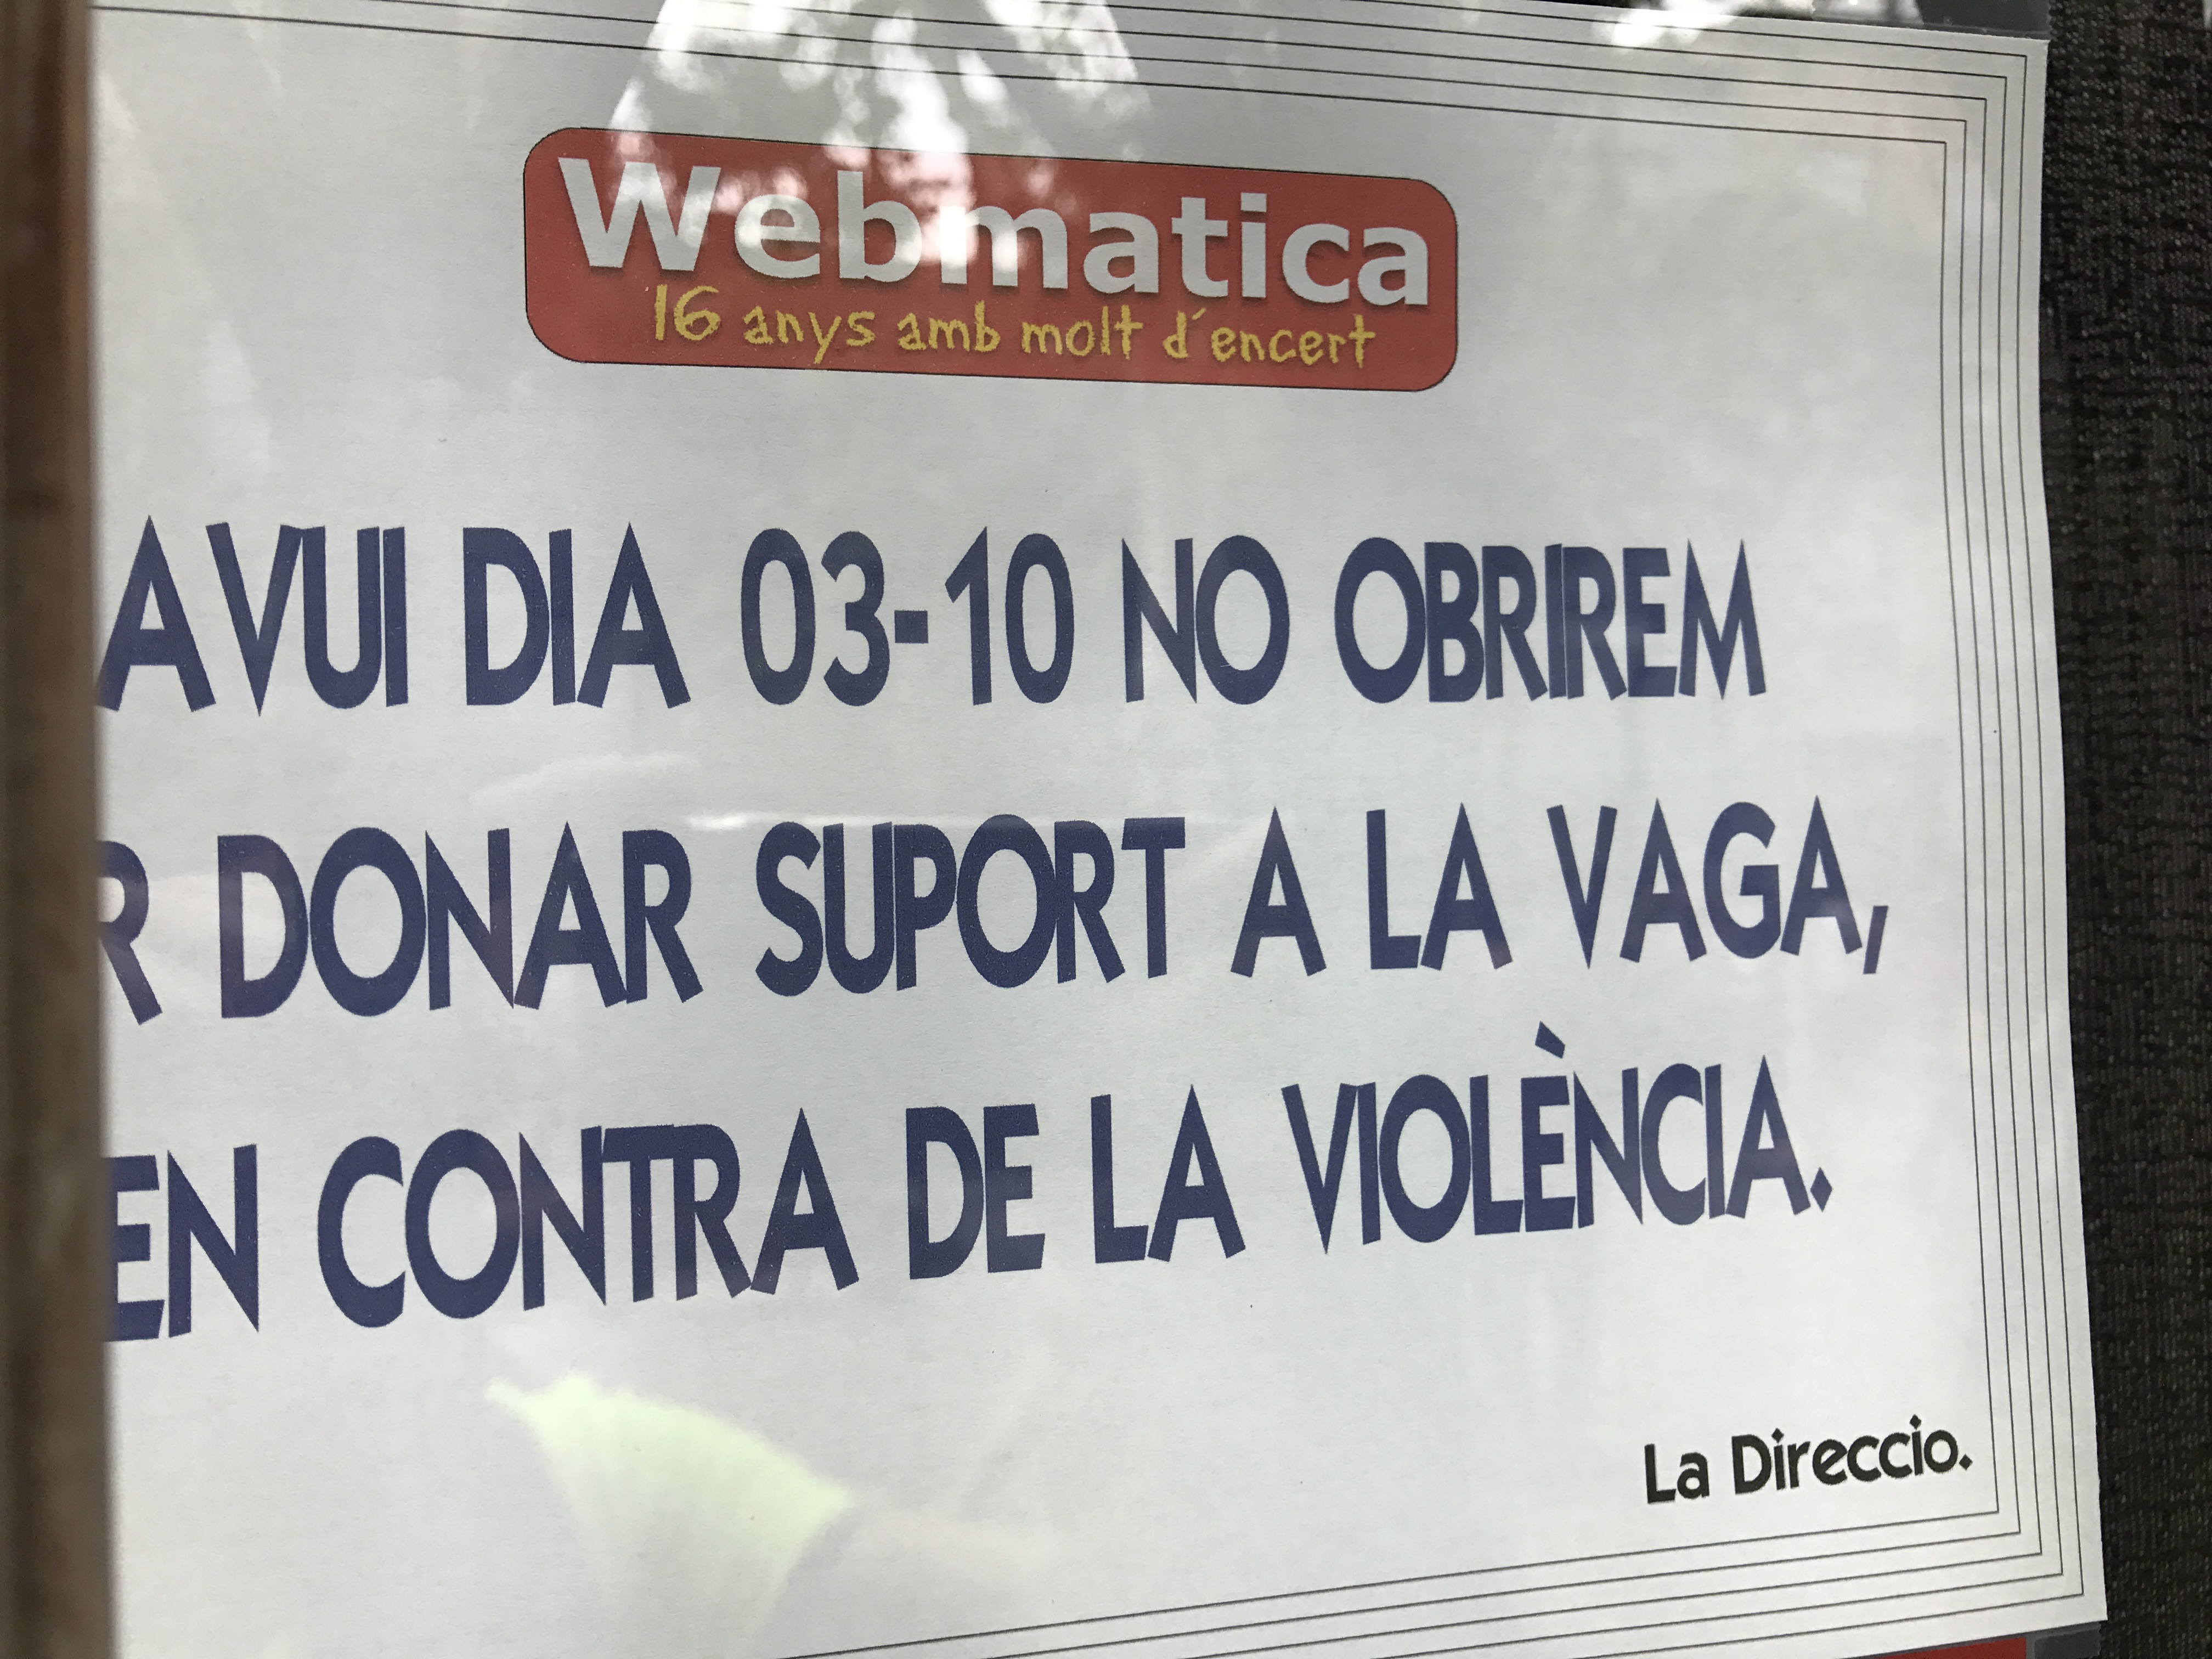 Webmatica
16 anys amb molt d´encert
AVUI DIA 03-10 NO OBRIREM
R DONAR SUPORT A LA VAGA,
EN CONTRA DE LA VIOLÈNCIA.
La Direccio.